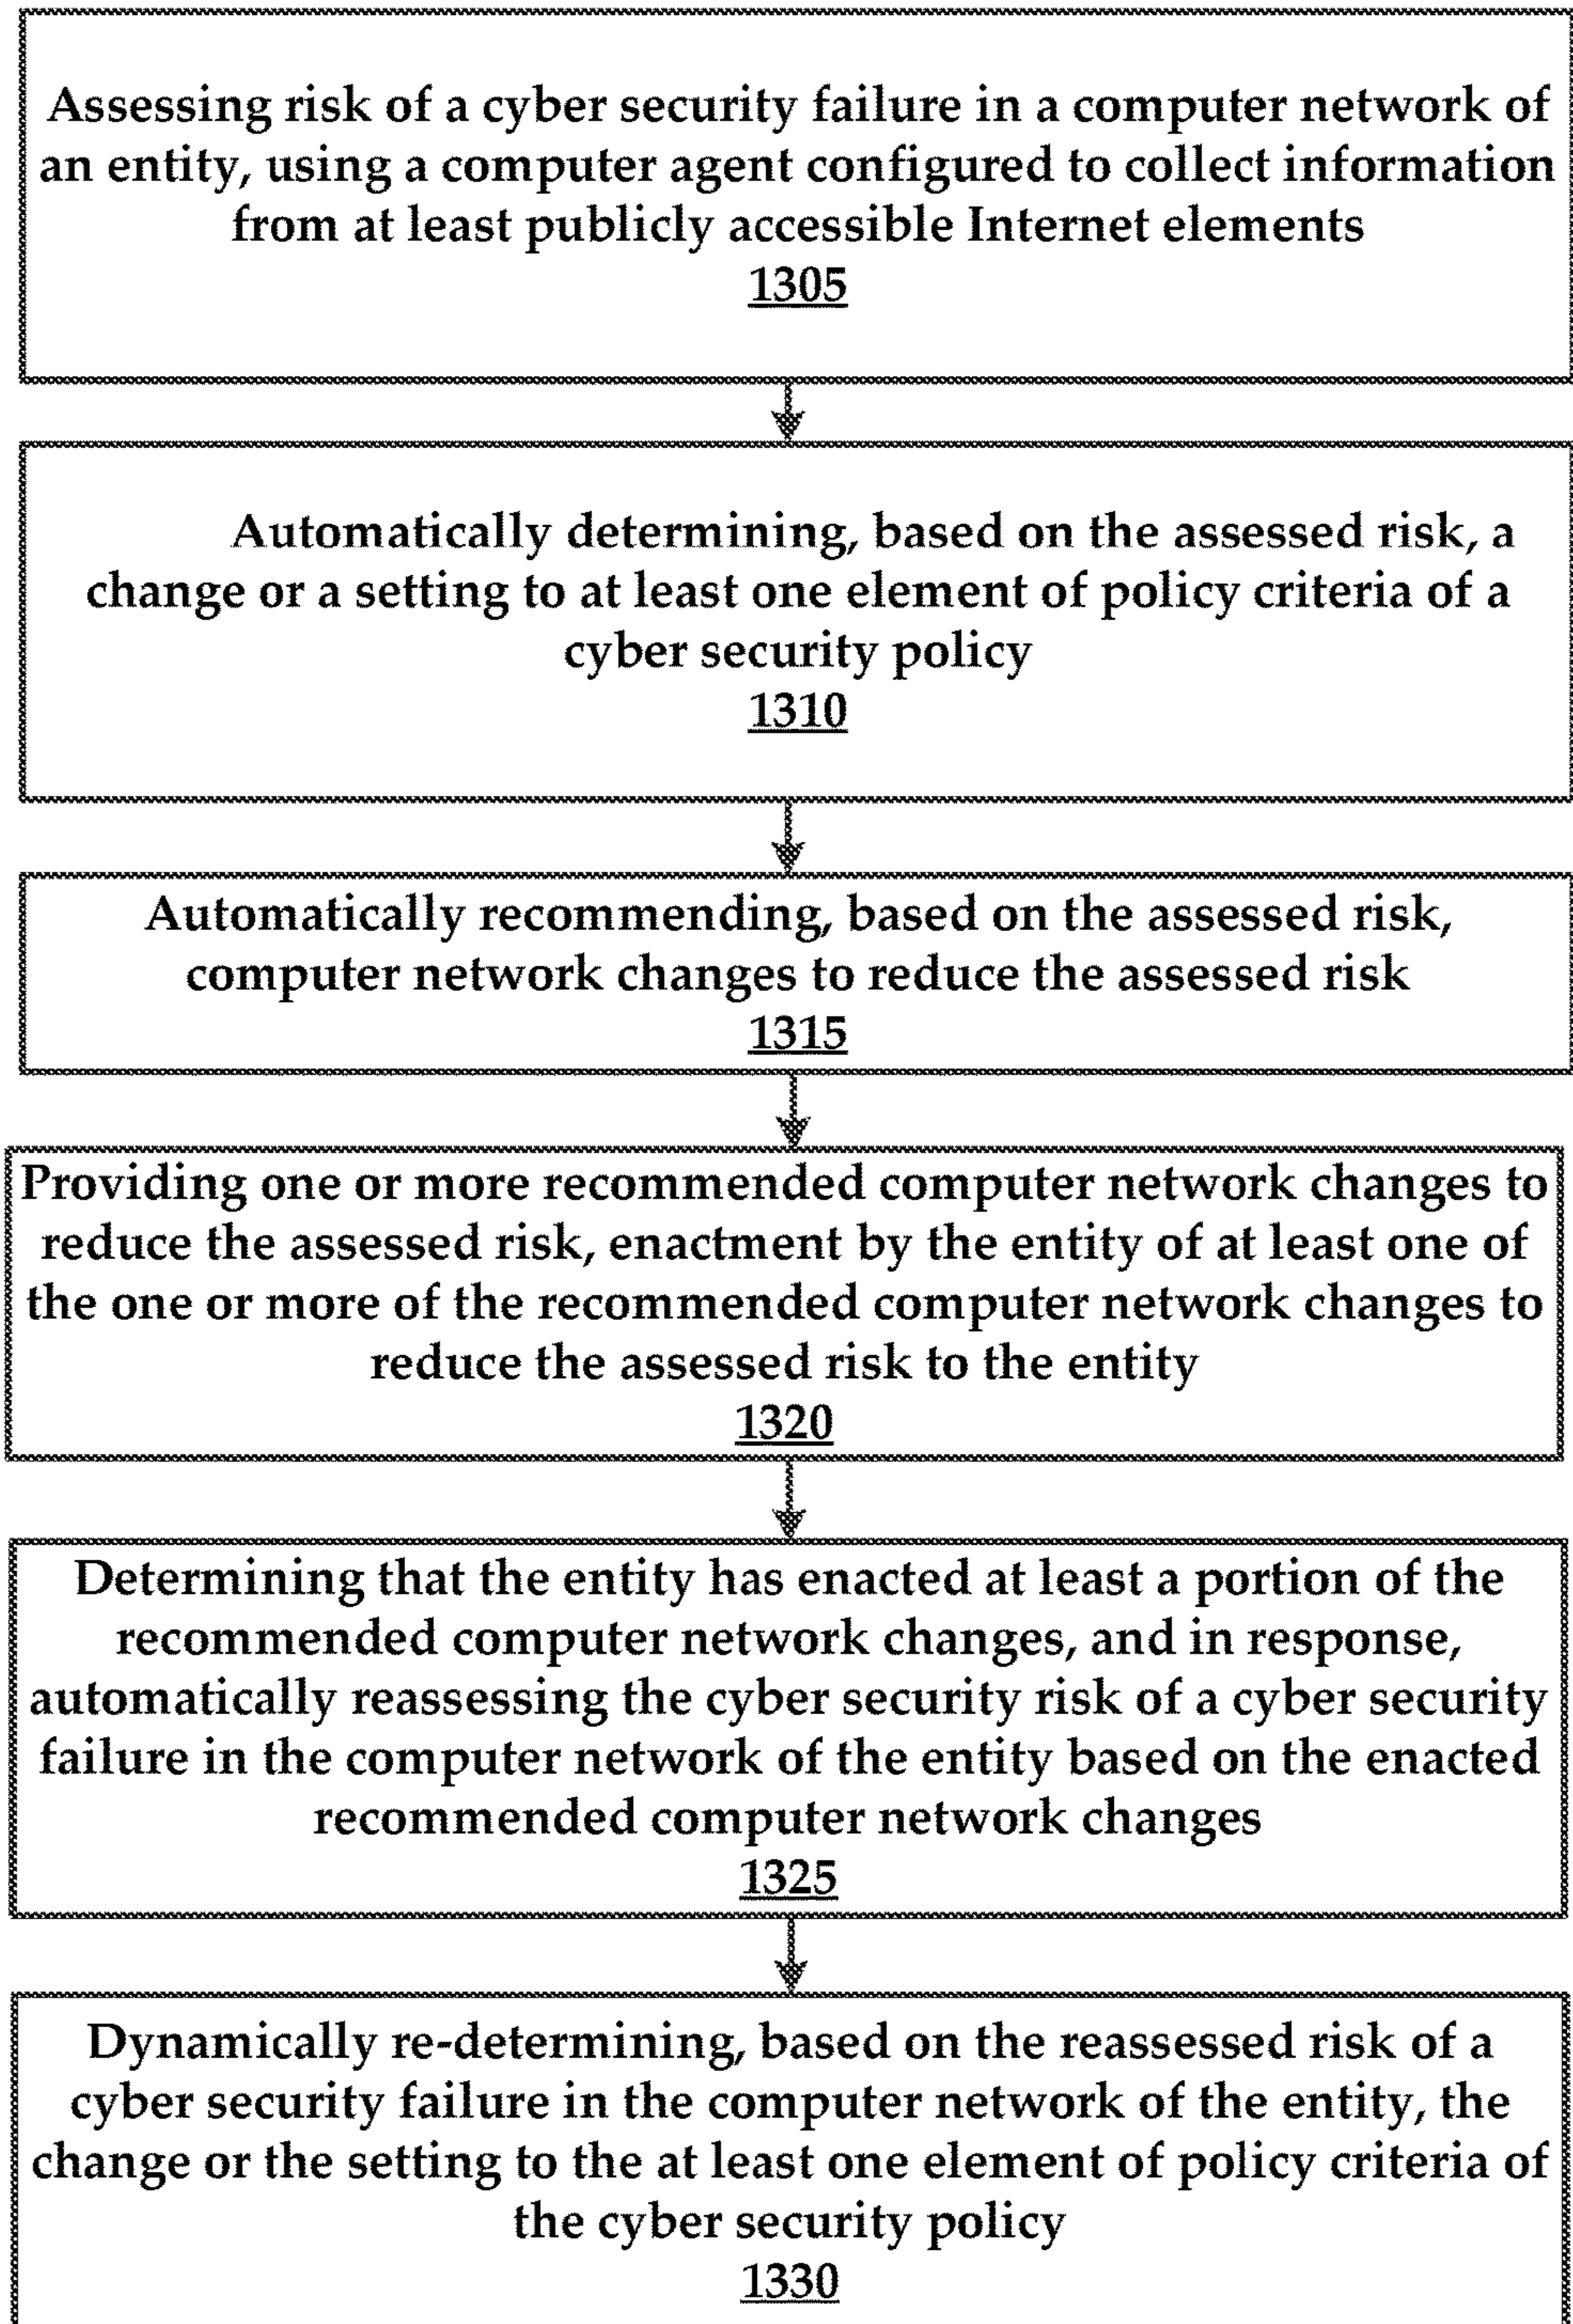 Assessing risk of a cyber security failure in a computer network of
an entity, using a computer agent configured to collect information
from at least publicly accessible Internet elements
1305
Automatically determining, based on the assessed risk, a
change or a setting to at least one element of policy criteria of a
cyber security policy
1310
Automatically recommending, based on the assessed risk,
computer network changes to reduce the assessed risk
1315
Providing one or more recommended computer network changes to
reduce the assessed risk, enactment by the entity of at least one of
the one or more of the recommended computer network changes to
reduce the assessed risk to the entity
1320
Determining that the entity has enacted at least a portion of the
recommended computer network changes, and in response,
automatically reassessing the cyber security risk of a cyber security
failure in the computer network of the entity based on the enacted
recommended computer network changes
1325
Dynamically re-determining, based on the reassessed risk of a
cyber security failure in the computer network of the entity, the
change or the setting to the at least one element of policy criteria of
the cyber security policy
1330